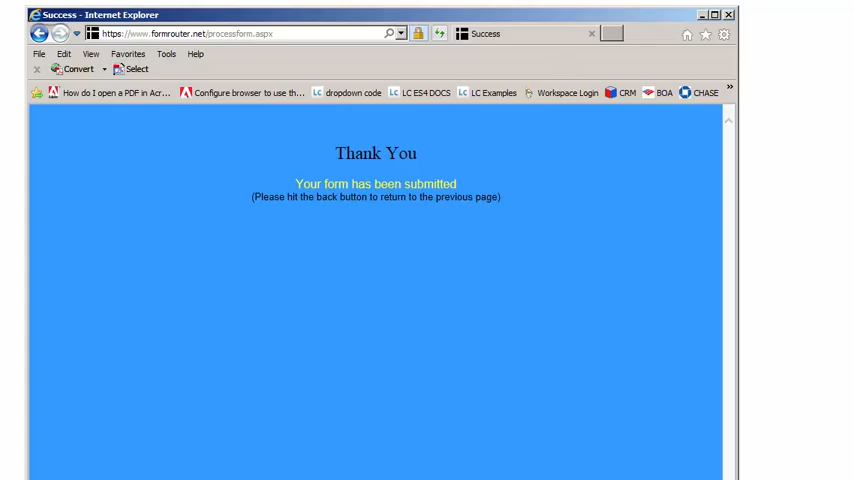 Success - Internet Explorer
https://www.formrouter.net/processform.aspx
Success
File Edit View Favorites Tools Help
Convert Select
How do I open a PDF in Acr... Configure browser to use th... LC dropdown code LC LC ES4 DOCS LC LC Examples Workspace Login CRM BOA CHASE »
Thank You
Your form has been submitted
(Please hit the back button to return to the previous page)